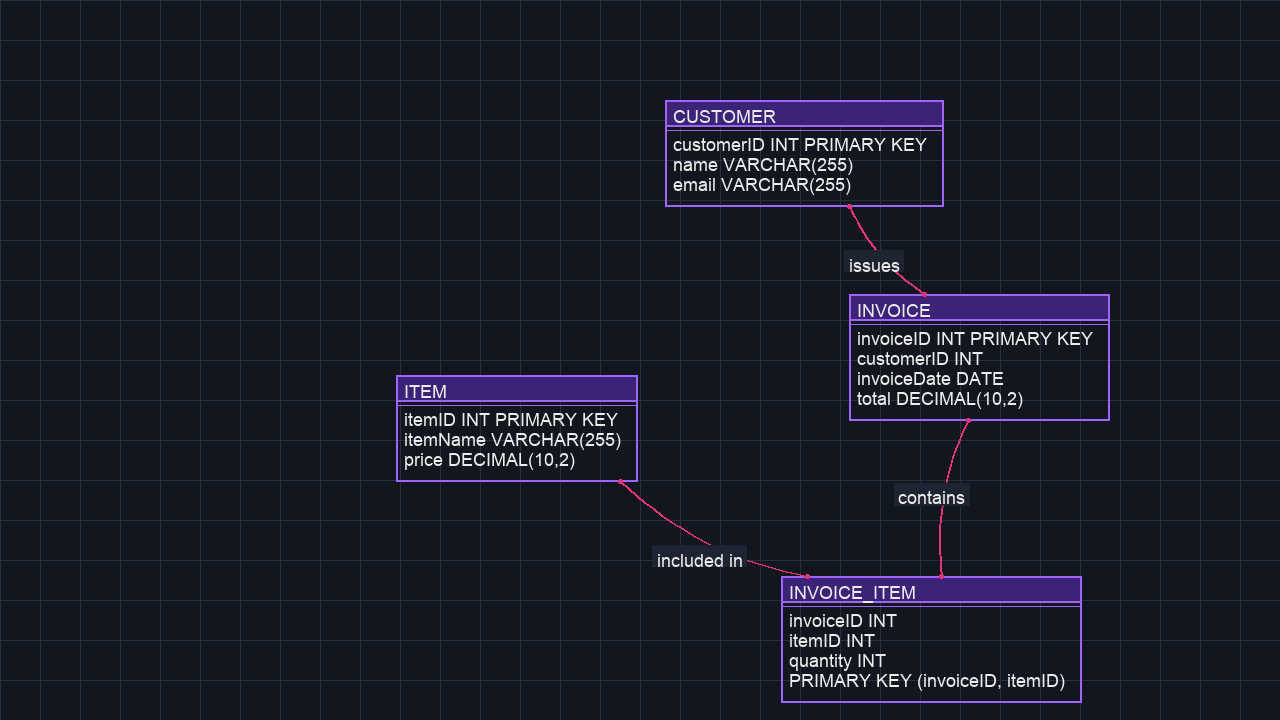 CUSTOMER
customerID INT PRIMARY KEY
name VARCHAR(255)
email VARCHAR(255)
issues
INVOICE
invoiceID INT PRIMARY KEY
customerID INT
invoiceDate DATE
total DECIMAL(10,2)
ITEM
itemID INT PRIMARY KEY
itemName VARCHAR(255)
price DECIMAL(10,2)
contains
included in
INVOICE_ITEM
invoiceID INT
itemID INT
quantity INT
PRIMARY KEY (invoiceID, itemID)